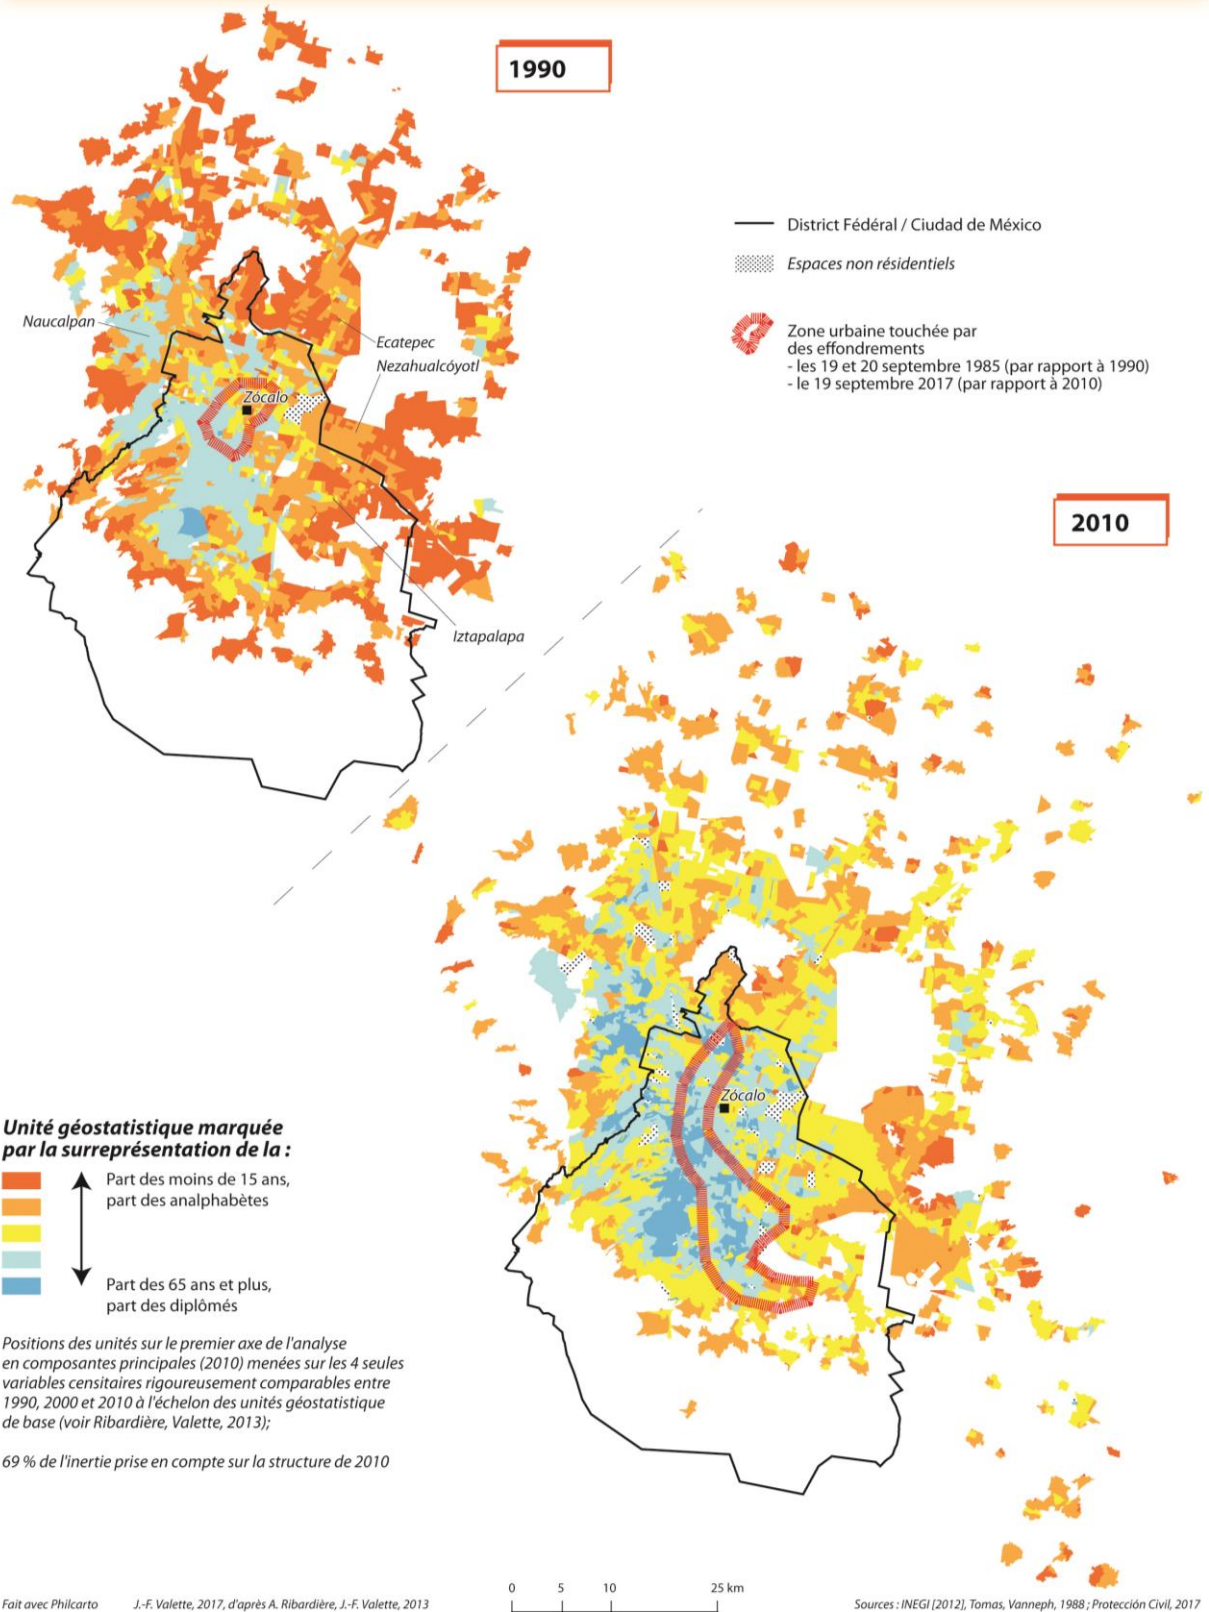 1990
District Fédéral / Ciudad de México
Espaces non résidentiels
Zone urbaine touchée par
des effondrements
- les 19 et 20 septembre 1985 (par rapport à 1990)
- le 19 septembre 2017 (par rapport à 2010)
Naucalpan
Ecatepec
Nezahualcóyotl
Zócalo
Iztapalapa
2010
Zócalo
Unité géostatistique marquée
par la surreprésentation de la :
Part des moins de 15 ans,
part des analphabètes
Part des 65 ans et plus,
part des diplômés
Positions des unités sur le premier axe de l'analyse
en composantes principales (2010) menées sur les 4 seules
variables censitaires rigoureusement comparables entre
1990, 2000 et 2010 à l'échelon des unités géostatistique
de base (voir Ribardière, Valette, 2013);
69 % de l'inertie prise en compte sur la structure de 2010
0 5 10 25 km
Fait avec Philcarto J.-F. Valette, 2017, d'après A. Ribardière, J.-F. Valette, 2013
Sources : INEGI [2012], Tomas, Vanneph, 1988 ; Protección Civil, 2017